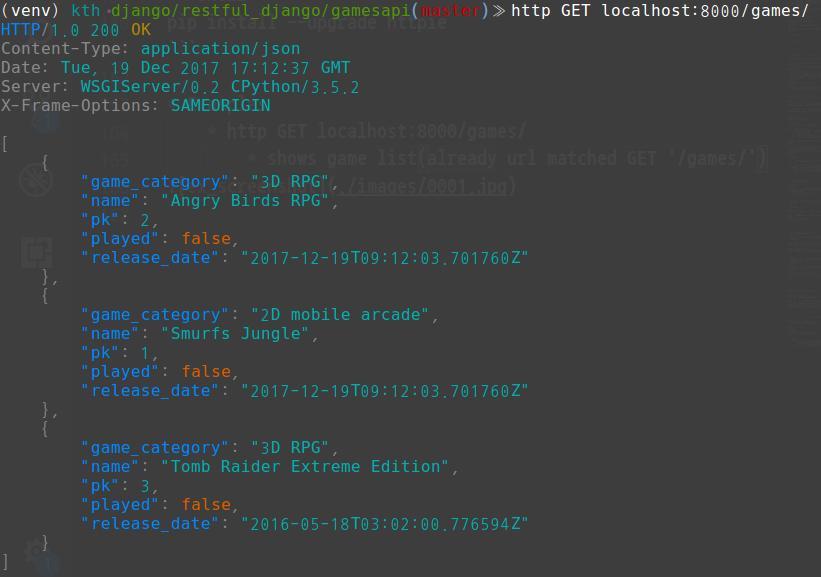 (venv) kth django/restful_django/gamesapi(master)≫ http GET localhost:8000/games/
pip install --upgrade httpie
HTTP/1.0 200 OK
Content-Type: application/json
Date: Tue, 19 Dec 2017 17:12:37 GMT
Server: WSGIServer/0.2 CPython/3.5.2
X-Frame-Options: SAMEORIGIN
• http GET localhost:8000/games/
[
• shows game list(already url matched GET '/games/')
{
"game_category": "3D RPG",
/images/0001.jpg)
"name": "Angry Birds RPG",
"pk": 2,
"played": false,
"release_date": "2017-12-19T09:12:03.701760Z"
},
{
"game_category": "2D mobile arcade",
"name": "Smurfs Jungle",
"pk": 1,
"played": false,
"release_date": "2017-12-19T09:12:03.701760Z"
},
{
"game_category": "3D RPG",
"name": "Tomb Raider Extreme Edition",
"pk": 3,
"played": false,
"release_date": "2016-05-18T03:02:00.776594Z"
}
]